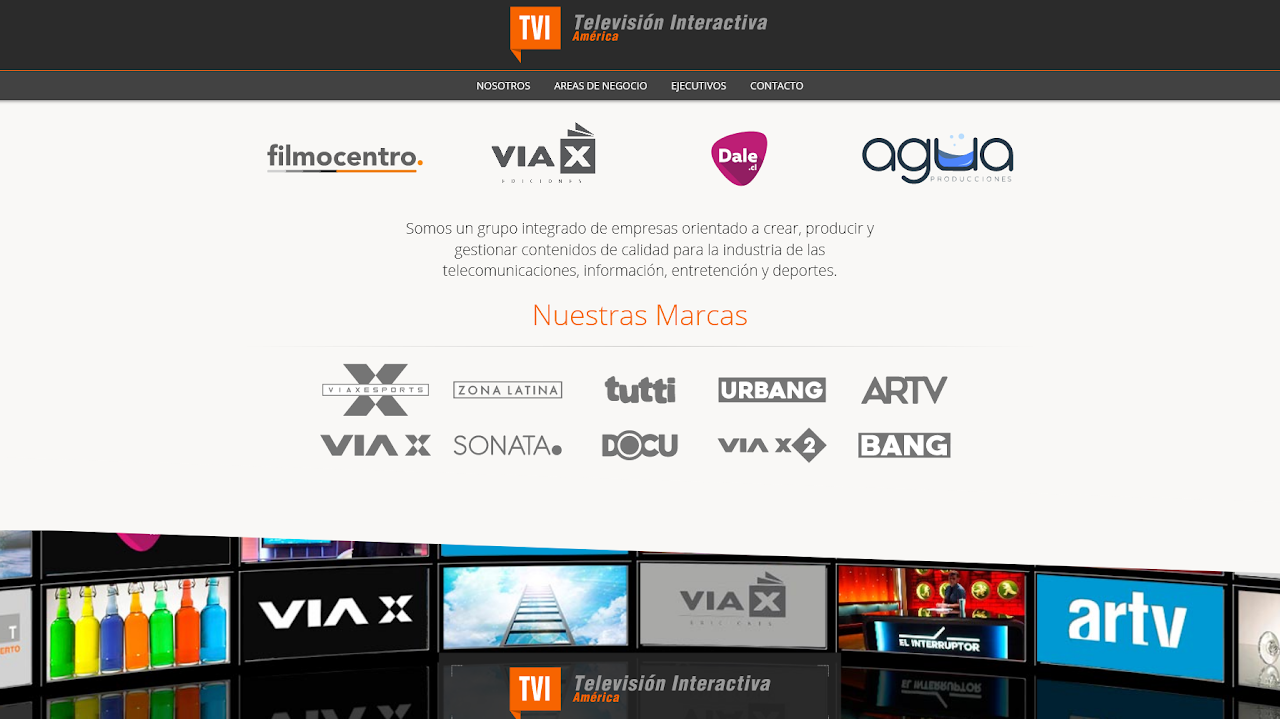 TVI Televisión Interactiva
América
NOSOTROS AREAS DE NEGOCIO EJECUTIVOS CONTACTO
filmocentro.
VIA X
EDICIONES
Dale
.cl
agua
PRODUCCIONES
Somos un grupo integrado de empresas orientado a crear, producir y
gestionar contenidos de calidad para la industria de las
telecomunicaciones, información, entretención y deportes.
Nuestras Marcas
VIAXESPORTS
ZONA LATINA
tutti
URBANG
ARTV
VIA X
SONATA.
DOCU
VIA X 2
BANG
VIA X
VIA X
EDICIONES
EL INTERRUPTOR
artv
TVI Televisión Interactiva
América
EL INTERRUPTOR